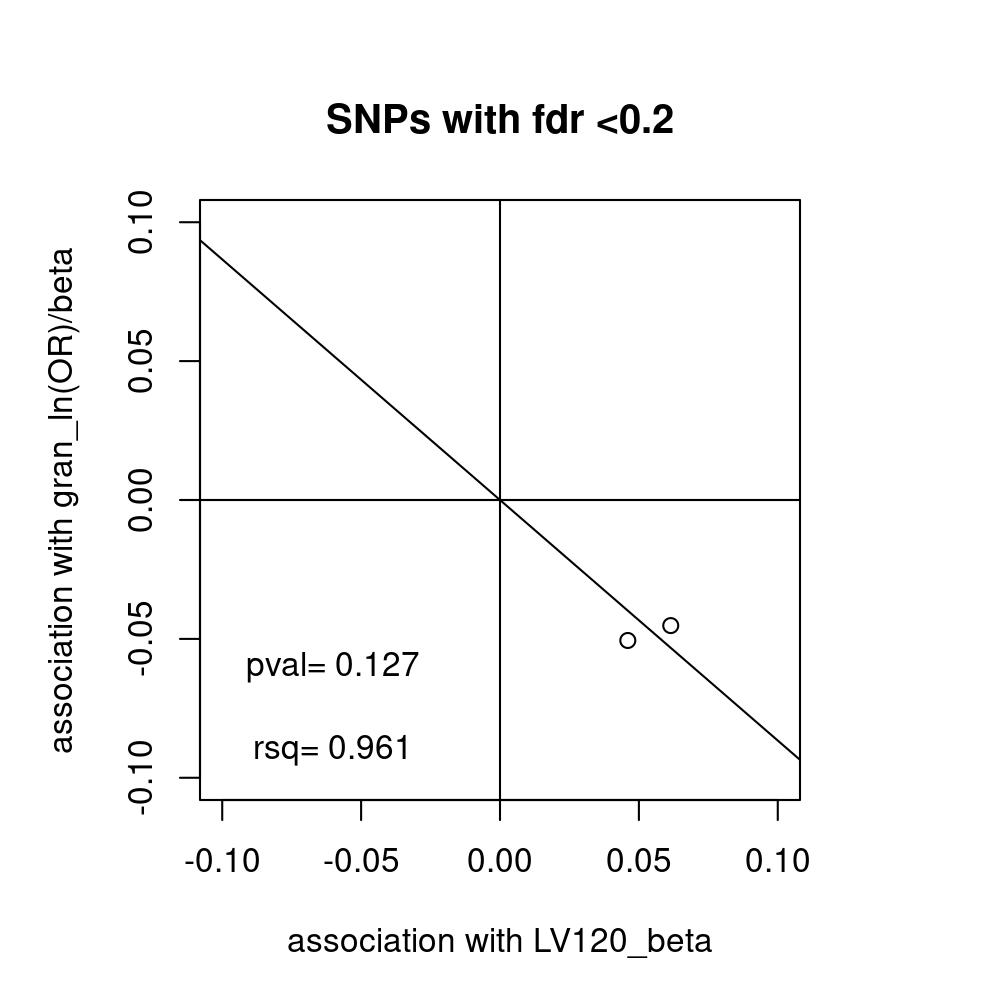 SNPs with fdr <0.2
association with gran_ln(OR)/beta
0.10
0.05
0.00
-0.05
-0.10
pval= 0.127
rsq= 0.961
-0.10 -0.05 0.00 0.05 0.10
association with LV120_beta